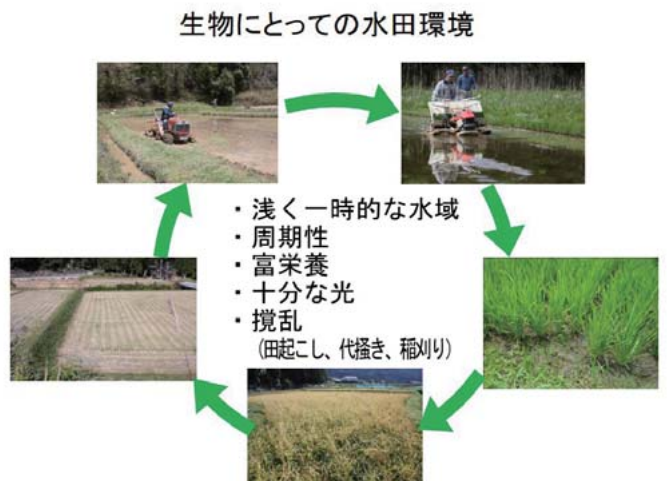 生物にとっての水田環境
・浅く一時的な水域
・周期性
・富栄養
・十分な光
・撹乱
(田起こし、代掻き、稲刈り)